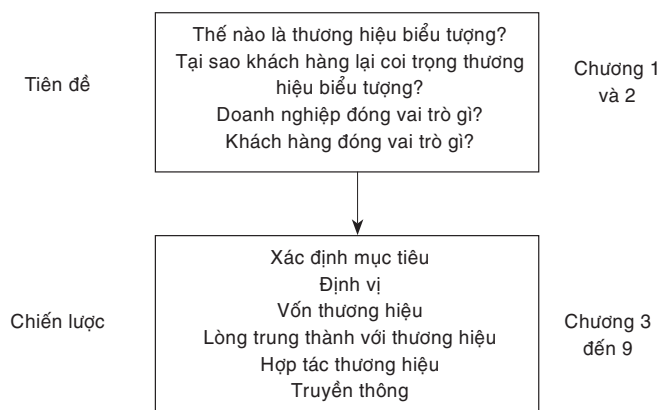 Thế nào là thương hiệu biểu tượng?
Tại sao khách hàng lại coi trọng thương
hiệu biểu tượng?
Doanh nghiệp đóng vai trò gì?
Khách hàng đóng vai trò gì?
Tiên đề
Chương 1
và 2
Xác định mục tiêu
Định vị
Vốn thương hiệu
Lòng trung thành với thương hiệu
Hợp tác thương hiệu
Truyền thông
Chiến lược
Chương 3
đến 9